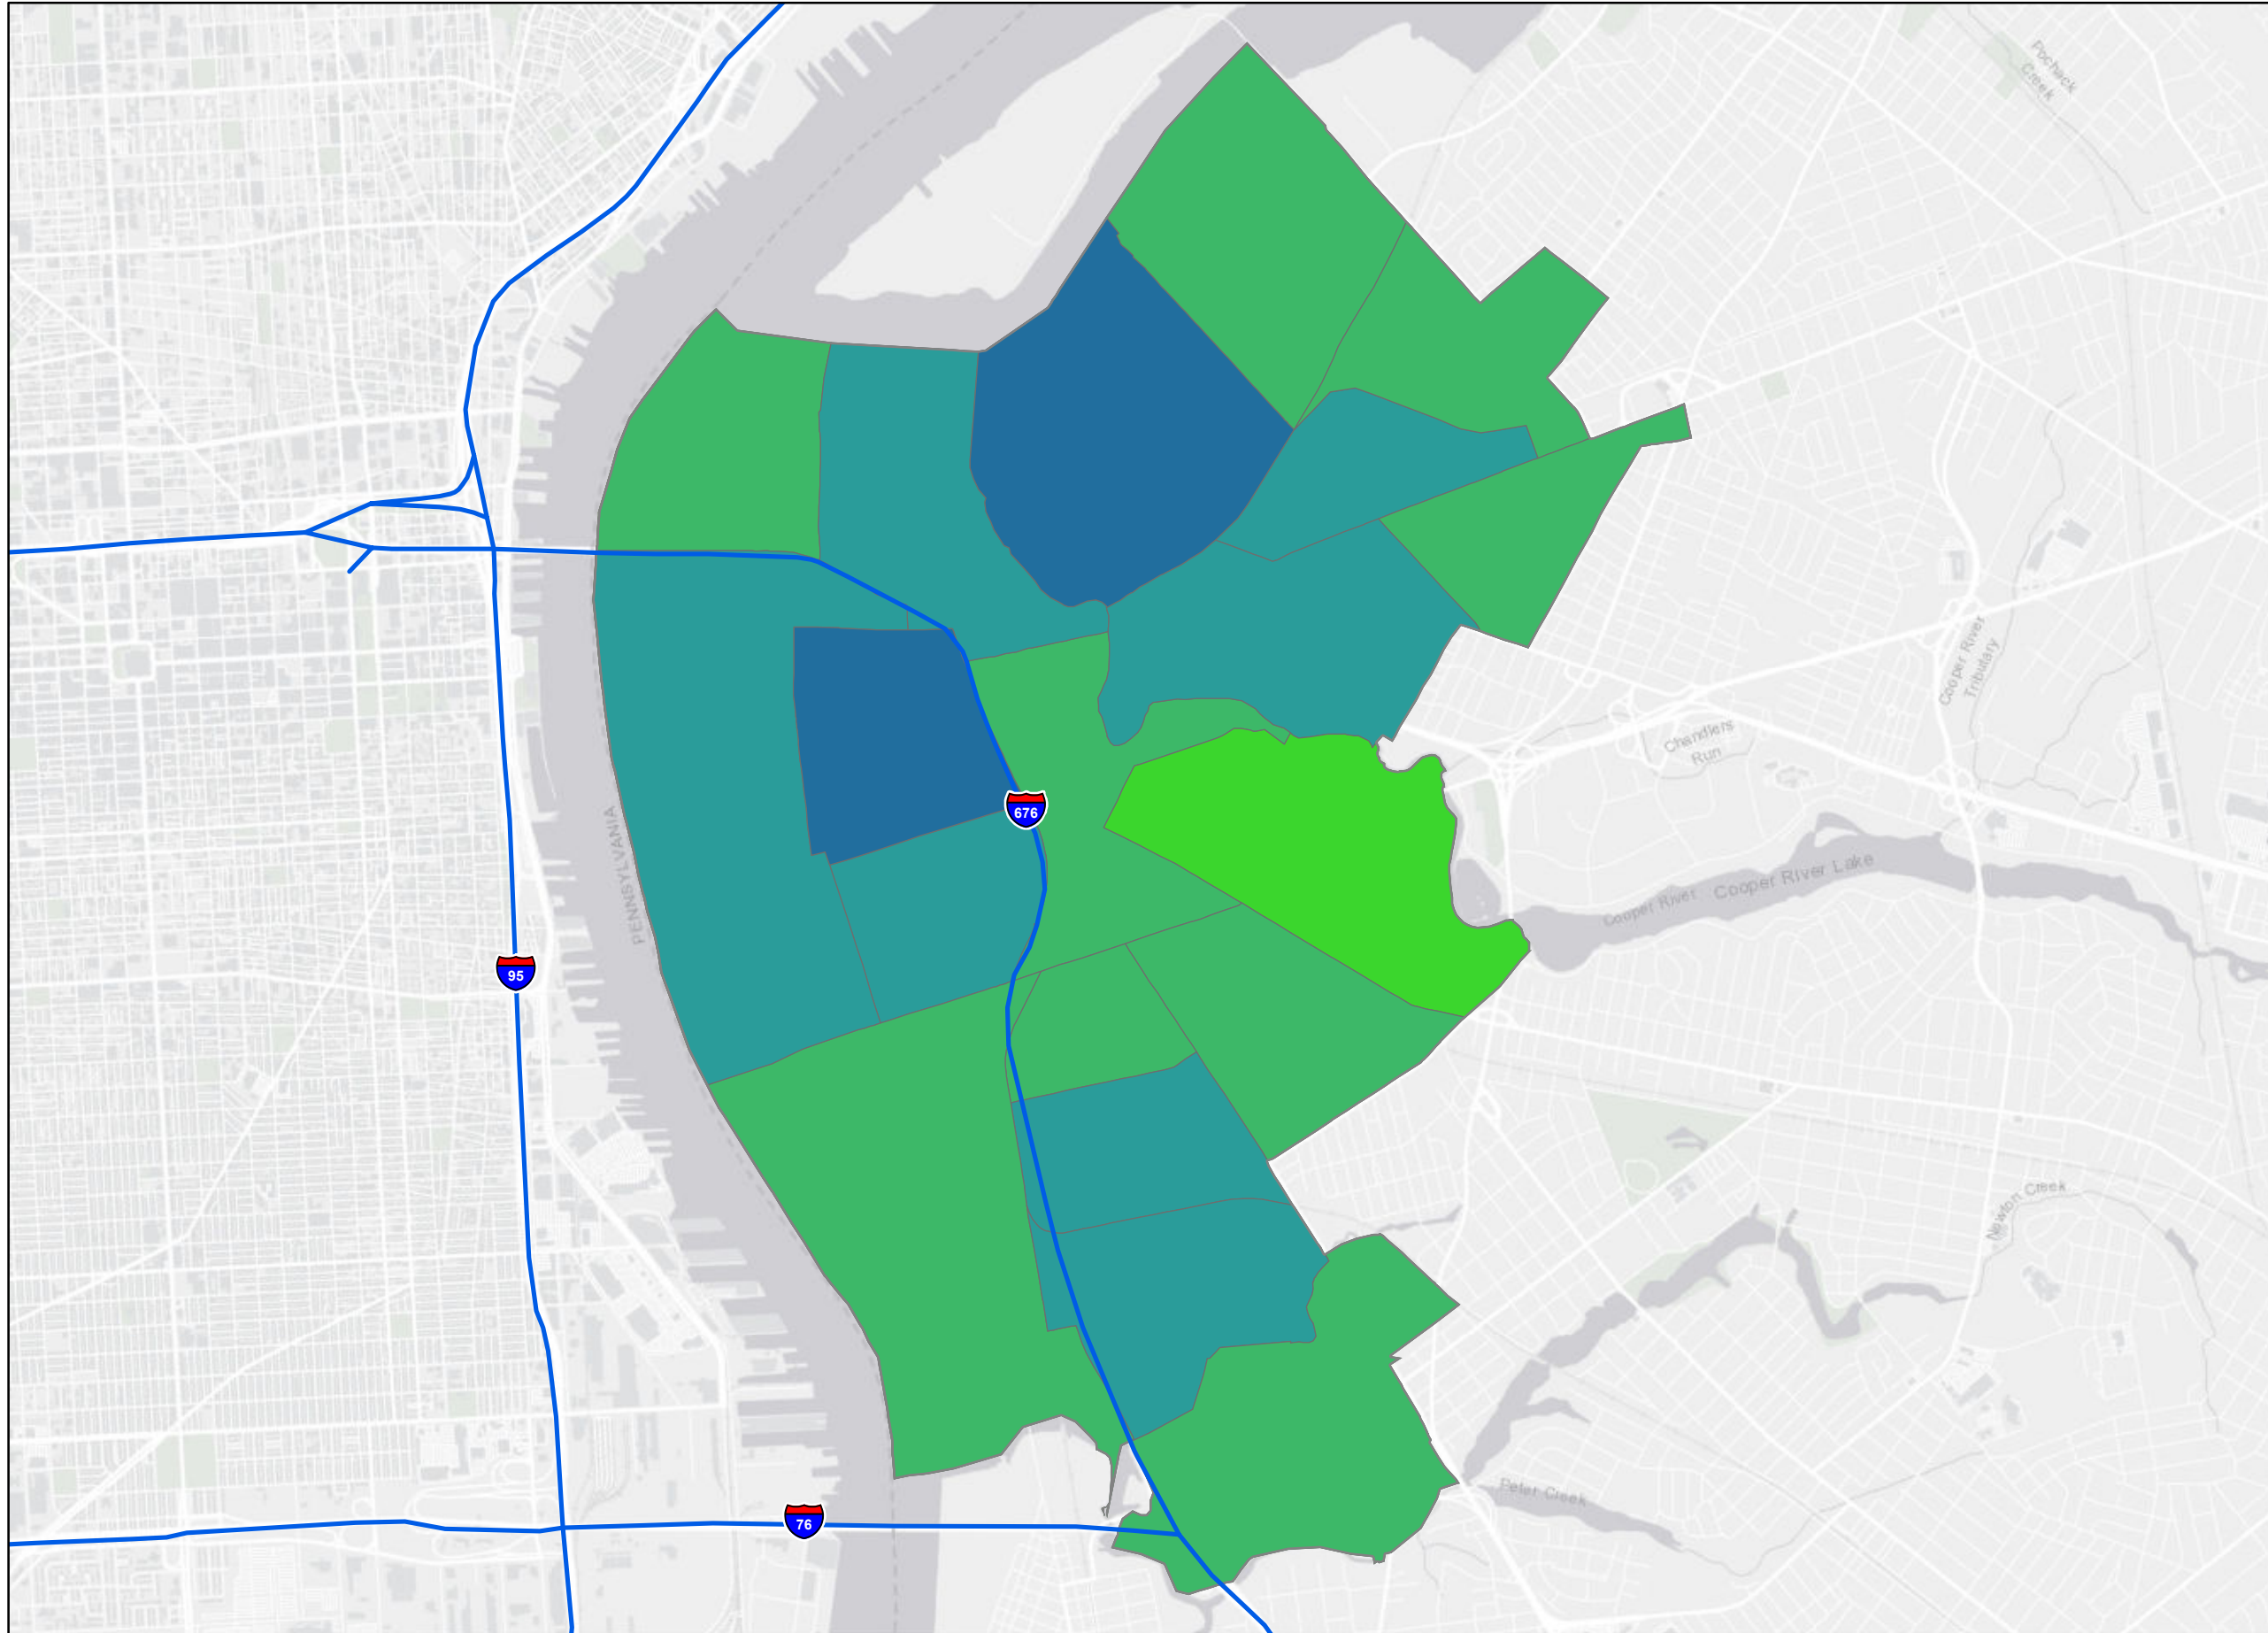 Pochack
Creek
Cooper River
Tributary
Chandlers
Run
676
PENNSYLVANIA
Cooper River
Cooper River Lake
95
Newton Creek
Peter Creek
76